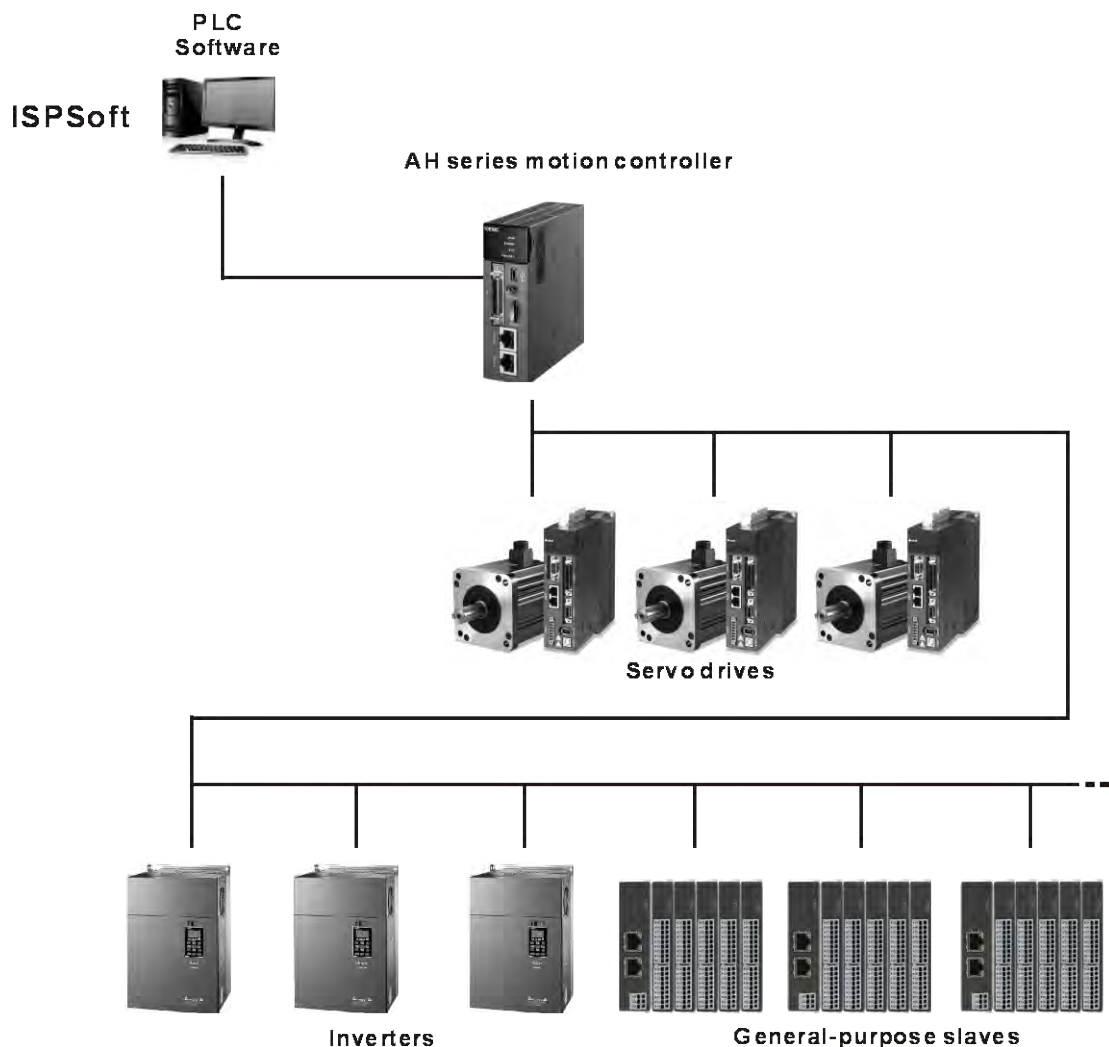 PLC
Software
ISPSoft
AH series motion controller
Servo drives
Inverters
General-purpose slaves